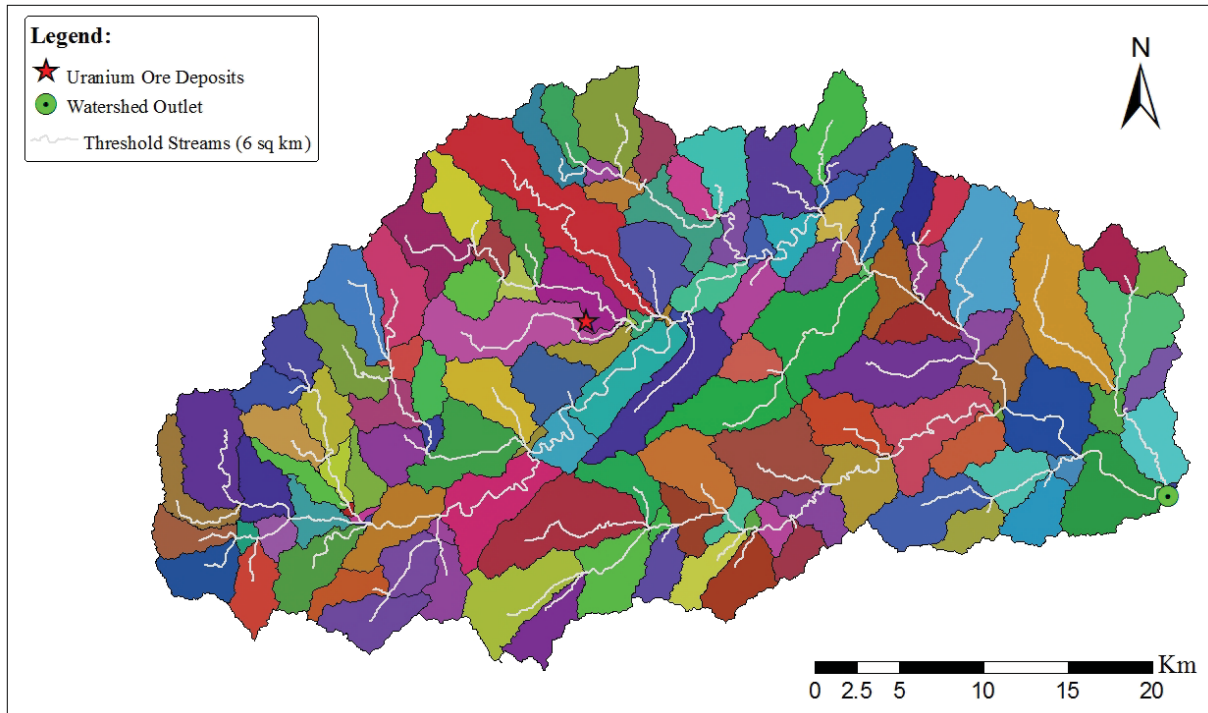 Legend:
Uranium Ore Deposits
Watershed Outlet
Threshold Streams (6 sq km)
N
Km
0 2.5 5 10 15 20